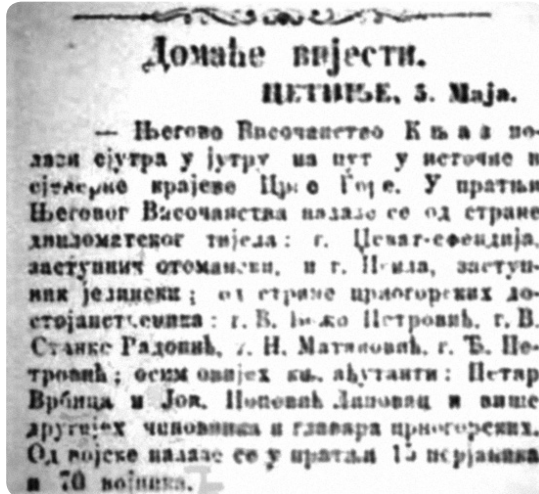 Домаће вијести.
ЦЕТИЊЕ, 5. Маја.
— Његово Височанство Књаз по-
лази сјутра у јутру на пут у источне и
сјеверне крајеве Црне Горе. У пратњи
Његовог Височанства налазе се од стране
дипломатског тијела: г. Џеват-ефендија,
заступник отомански, и г. заступ-
ник јелински; од стране црногорских до-
стојанственика: г. В. Божо Петровић, г. В.
Станко Радоњић, г. Н. Матановић, г. Ђ. Пе-
тровић; осим овијех књ. ађутанти: Петар
Врбица и Јов. Поповић Липовац и више
другијех чиновника и главара црногорских.
Од војске налазе се у пратњи 15 перјаника
и 70 војника.